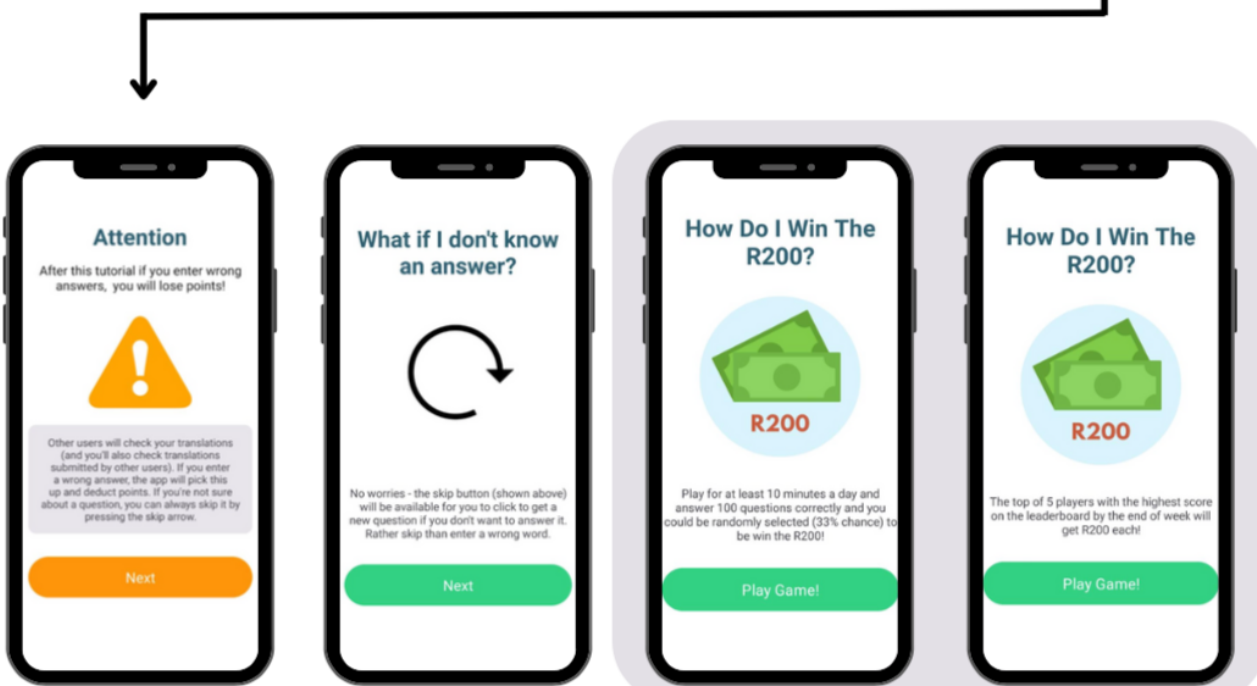 Attention
After this tutorial if you enter wrong
answers, you will lose points!
Other users will check your translations
(and you'll also check translations
submitted by other users). If you enter
a wrong answer, the app will pick this
up and deduct points. If you're not sure
about a question, you can always skip it by
pressing the skip arrow.
Next
What if I don't know
an answer?
No worries - the skip button (shown above)
will be available for you to click to get a
new question if you don't want to answer it.
Rather skip than enter a wrong word.
Next
How Do I Win The
R200?
R200
Play for at least 10 minutes a day and
answer 100 questions correctly and you
could be randomly selected (33% chance) to
be win the R200!
Play Game!
How Do I Win The
R200?
R200
The top of 5 players with the highest score
on the leaderboard by the end of week will
get R200 each!
Play Game!